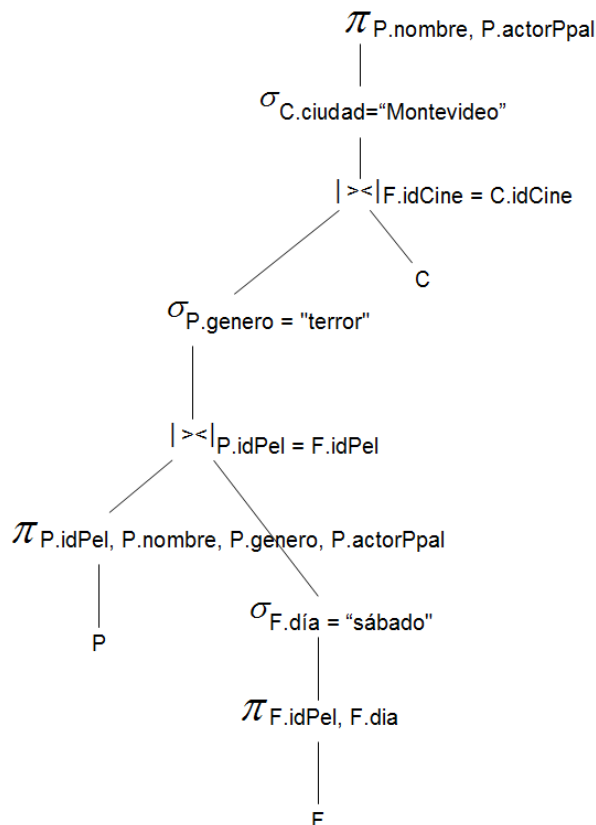 π P.nombre, P.actorPpal
σ C.ciudad=“Montevideo”
|><| F.idCine = C.idCine
C
σ P.genero = "terror"
|><| P.idPel = F.idPel
π P.idPel, P.nombre, P.genero, P.actorPpal
P
σ F.día = “sábado"
π F.idPel, F.dia
F